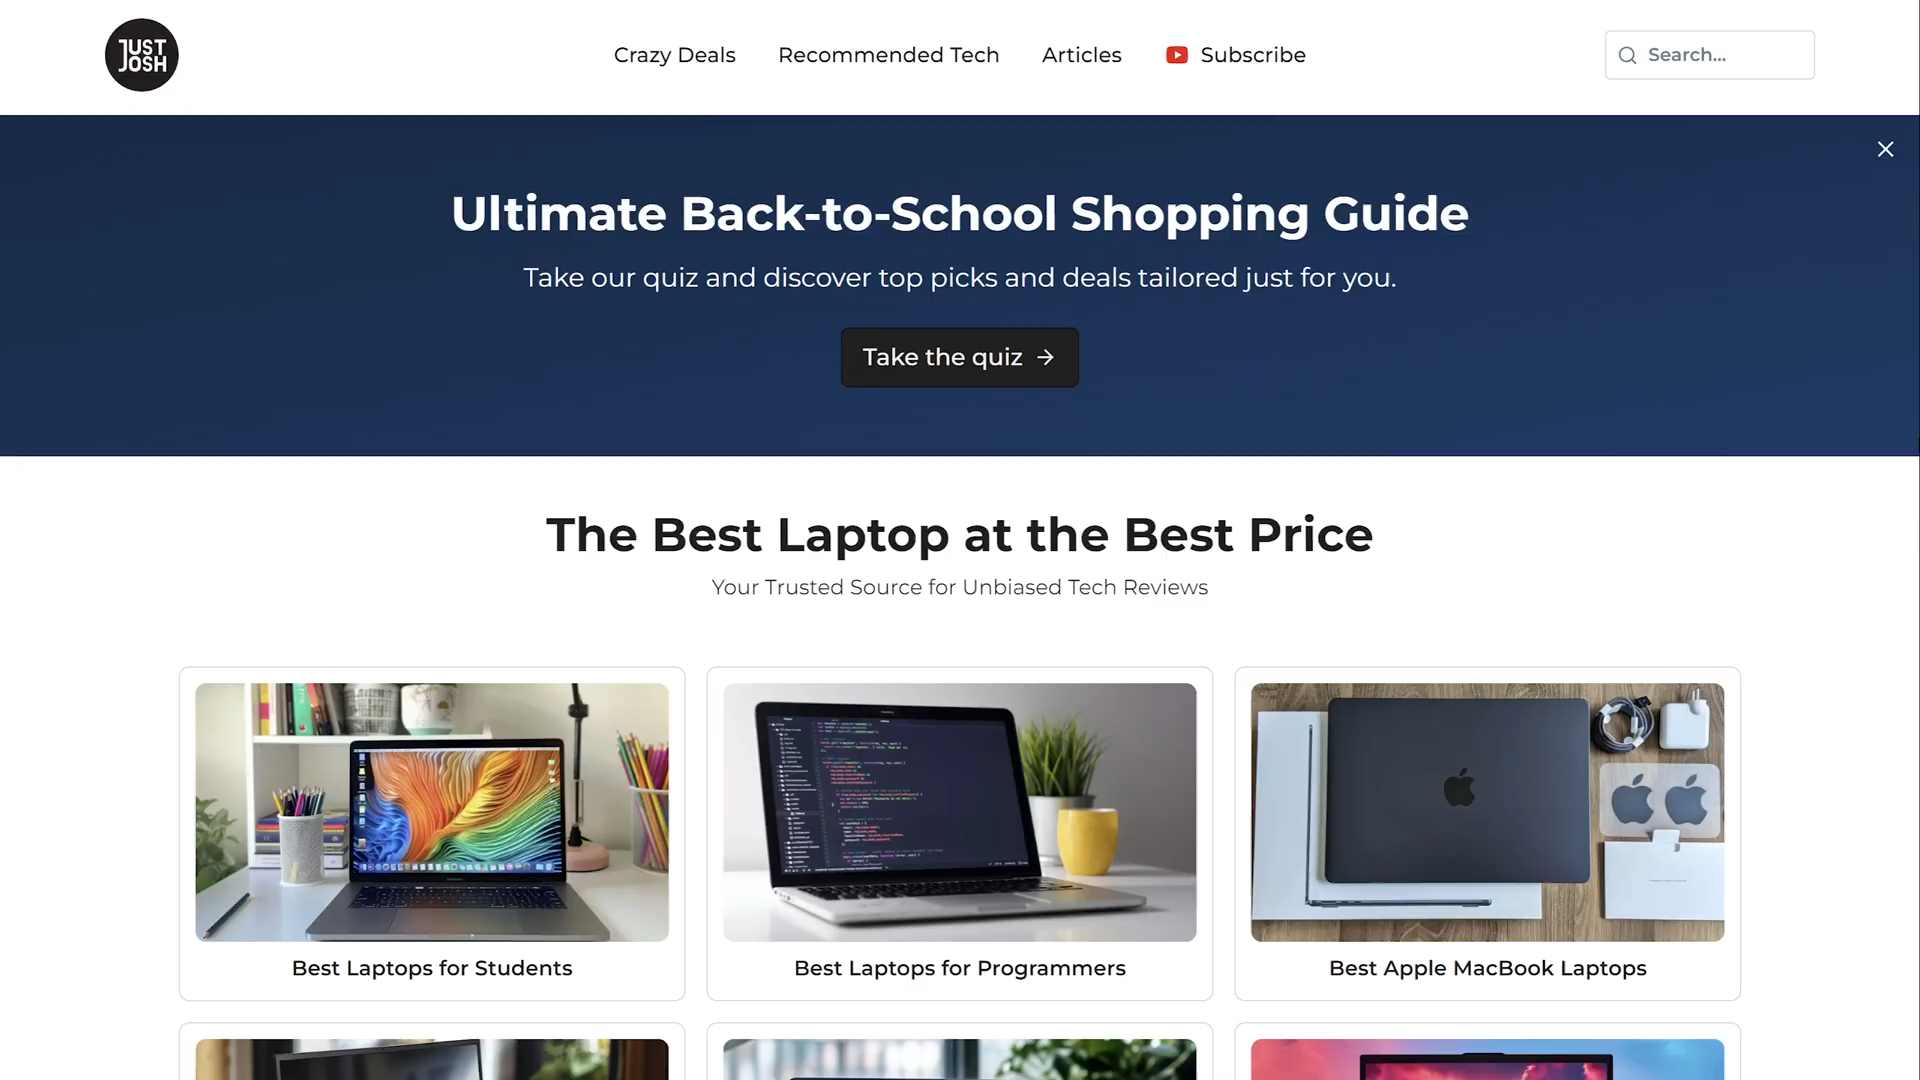 JUST
JOSH
Crazy Deals
Recommended Tech
Articles
Subscribe
Search...
Ultimate Back-to-School Shopping Guide
Take our quiz and discover top picks and deals tailored just for you.
Take the quiz →
The Best Laptop at the Best Price
Your Trusted Source for Unbiased Tech Reviews
Best Laptops for Students
Best Laptops for Programmers
Best Apple MacBook Laptops